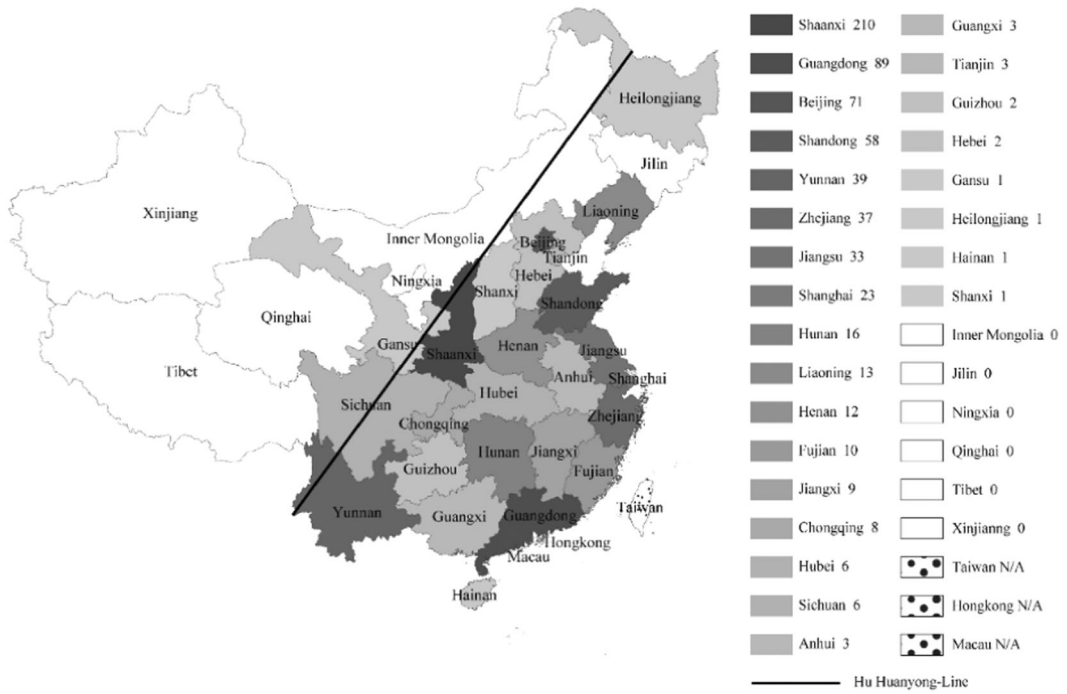 Heilongjiang
Jilin
Xinjiang
Liaoning
Inner Mongolia
Beijing
Tianjin
Ningxia
Hebei
Shanxi
Qinghai
Shandong
Gansu
Shaanxi
Henan
Jiangsu
Tibet
Anhui
Shanghai
Sichuan
Hubei
Zhejiang
Chongqing
Hunan
Jiangxi
Guizhou
Fujian
Yunnan
Guangxi
Guangdong
Taiwan
Hongkong
Macau
Hainan
Shaanxi 210
Guangdong 89
Beijing 71
Shandong 58
Yunnan 39
Zhejiang 37
Jiangsu 33
Shanghai 23
Hunan 16
Liaoning 13
Henan 12
Fujian 10
Jiangxi 9
Chongqing 8
Hubei 6
Sichuan 6
Anhui 3
Guangxi 3
Tianjin 3
Guizhou 2
Hebei 2
Gansu 1
Heilongjiang 1
Hainan 1
Shanxi 1
Inner Mongolia 0
Jilin 0
Ningxia 0
Qinghai 0
Tibet 0
Xinjianng 0
Taiwan N/A
Hongkong N/A
Macau N/A
Hu Huanyong-Line